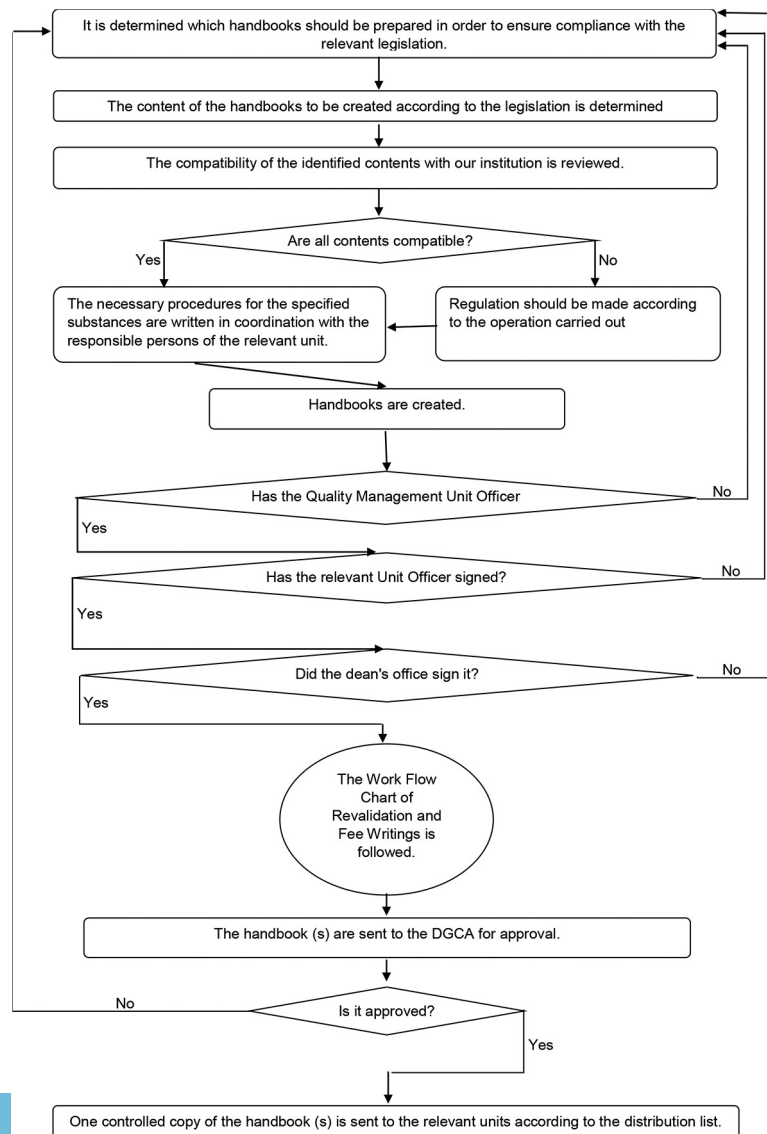 It is determined which handbooks should be prepared in order to ensure compliance with the
relevant legislation.
The content of the handbooks to be created according to the legislation is determined
The compatibility of the identified contents with our institution is reviewed.
Are all contents compatible?
Yes
No
The necessary procedures for the specified
substances are written in coordination with the
responsible persons of the relevant unit.
Regulation should be made according
to the operation carried out
Handbooks are created.
Has the Quality Management Unit Officer
No
Yes
Has the relevant Unit Officer signed?
No
Yes
Did the dean's office sign it?
No
Yes
The Work Flow
Chart of
Revalidation and
Fee Writings is
followed.
The handbook (s) are sent to the DGCA for approval.
No
Is it approved?
Yes
One controlled copy of the handbook (s) is sent to the relevant units according to the distribution list.